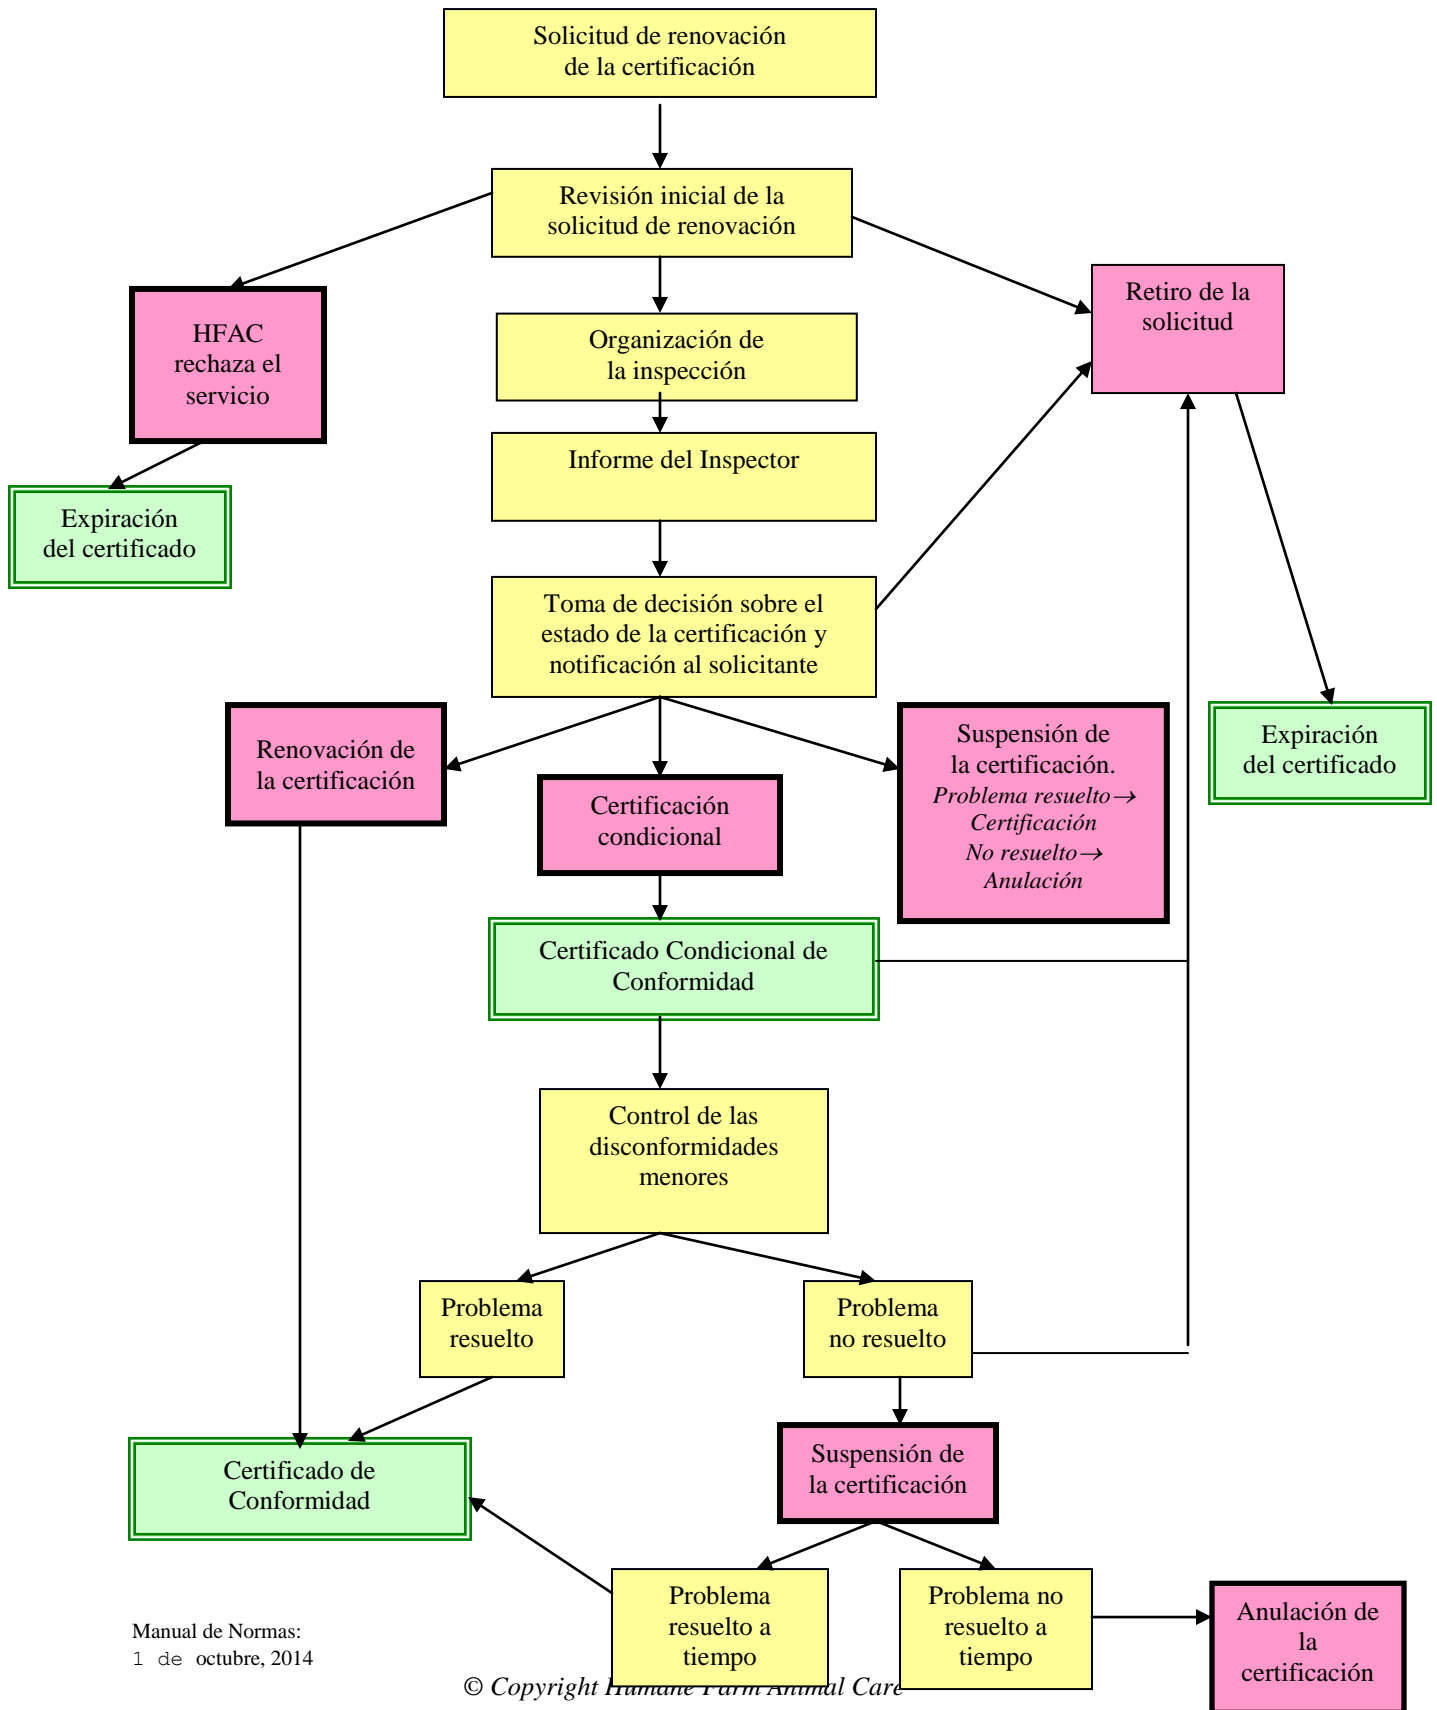 Solicitud de renovación
de la certificación
Revisión inicial de la
solicitud de renovación
Retiro de la
solicitud
HFAC
rechaza el
servicio
Organización de
la inspección
Informe del Inspector
Expiración
del certificado
Toma de decisión sobre el
estado de la certificación y
notificación al solicitante
Renovación de
la certificación
Certificación
condicional
Suspensión de
la certificación.
Problema resuelto→
Certificación
No resuelto→
Anulación
Expiración
del certificado
Certificado Condicional de
Conformidad
Control de las
disconformidades
menores
Problema
resuelto
Problema
no resuelto
Certificado de
Conformidad
Suspensión de
la certificación
Problema
resuelto a
tiempo
Problema no
resuelto a
tiempo
Anulación de
la
certificación
Manual de Normas:
1 de octubre, 2014
© Copyright Humane Farm Animal Care